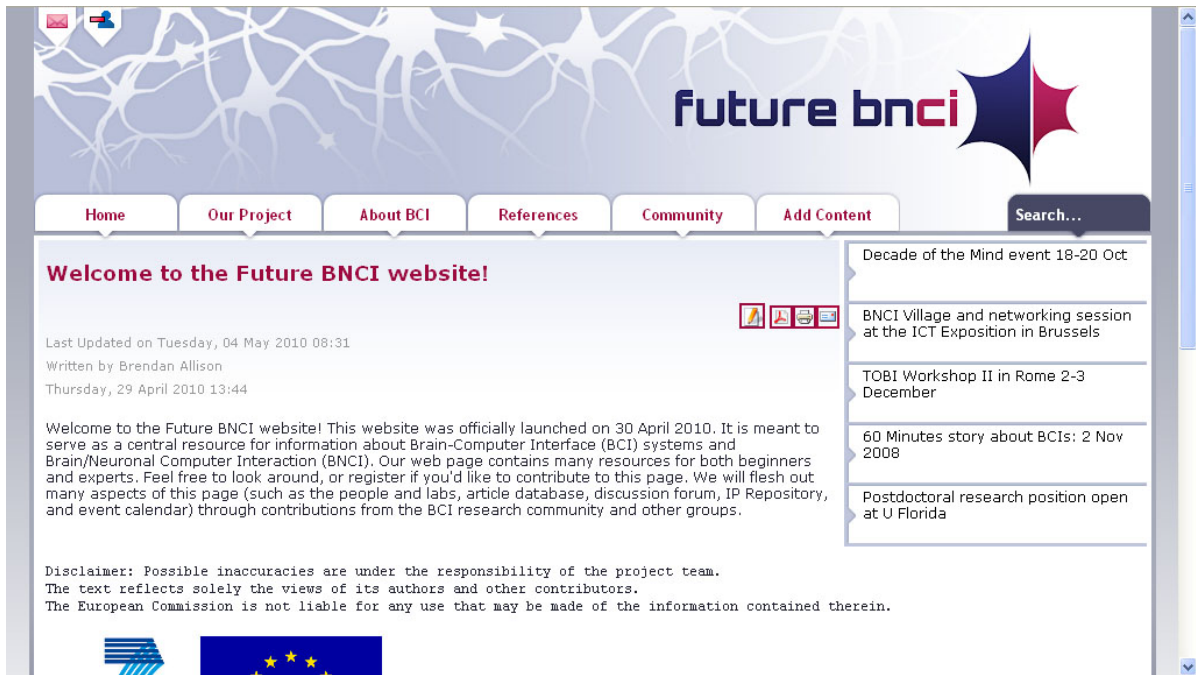 future bnci
Home
Our Project
About BCI
References
Community
Add Content
Search...
Welcome to the Future BNCI website!
Last Updated on Tuesday, 04 May 2010 08:31
Written by Brendan Allison
Thursday, 29 April 2010 13:44
Welcome to the Future BNCI website! This website was officially launched on 30 April 2010. It is meant to
serve as a central resource for information about Brain-Computer Interface (BCI) systems and
Brain/Neuronal Computer Interaction (BNCI). Our web page contains many resources for both beginners
and experts. Feel free to look around, or register if you'd like to contribute to this page. We will flesh out
many aspects of this page (such as the people and labs, article database, discussion forum, IP Repository,
and event calendar) through contributions from the BCI research community and other groups.
Disclaimer: Possible inaccuracies are under the responsibility of the project team.
The text reflects solely the views of its authors and other contributors.
The European Commission is not liable for any use that may be made of the information contained therein.
Decade of the Mind event 18-20 Oct
BNCI Village and networking session
at the ICT Exposition in Brussels
TOBI Workshop II in Rome 2-3
December
60 Minutes story about BCIs: 2 Nov
2008
Postdoctoral research position open
at U Florida